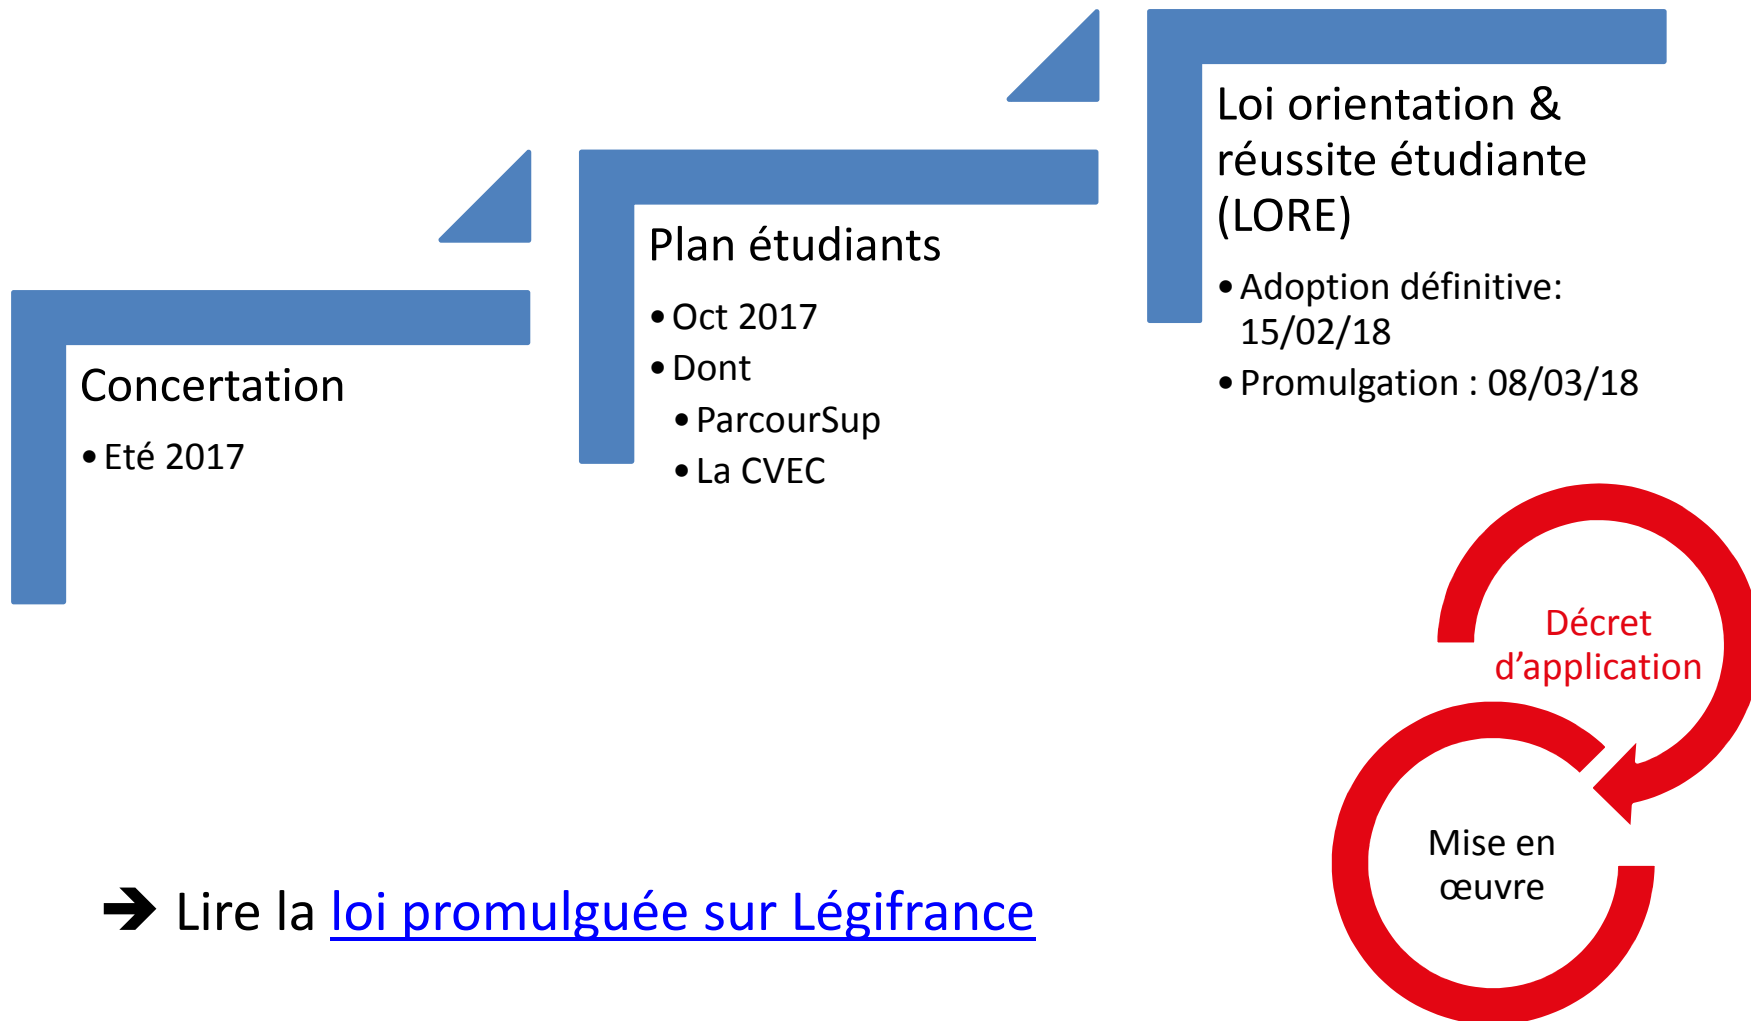 Concertation
• Eté 2017
Plan étudiants
• Oct 2017
• Dont
• ParcourSup
• La CVEC
Loi orientation &
réussite étudiante
(LORE)
• Adoption définitive:
15/02/18
• Promulgation : 08/03/18
Décret
d’application
Mise en
œuvre
➔ Lire la loi promulguée sur Légifrance